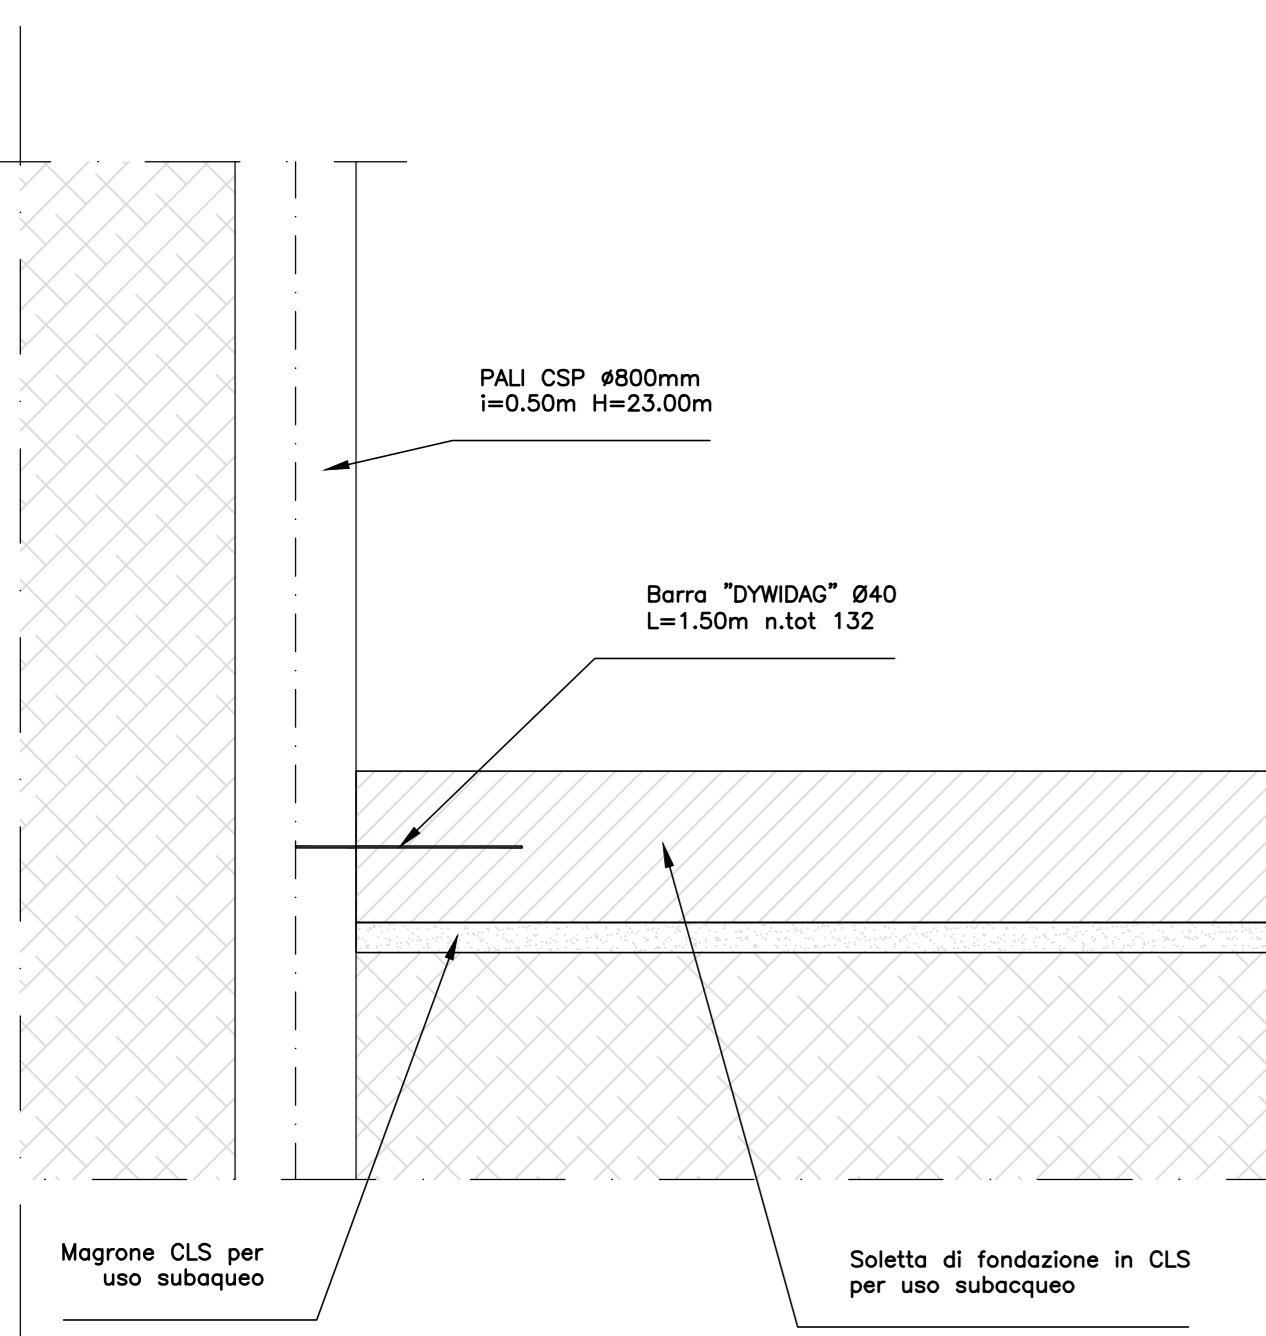 PALI CSP ø800mm
i=0.50m H=23.00m
Barra ”DYWIDAG” Ø40
L=1.50m n.tot 132
Magrone CLS per
uso subaqueo
Soletta di fondazione in CLS
per uso subacqueo